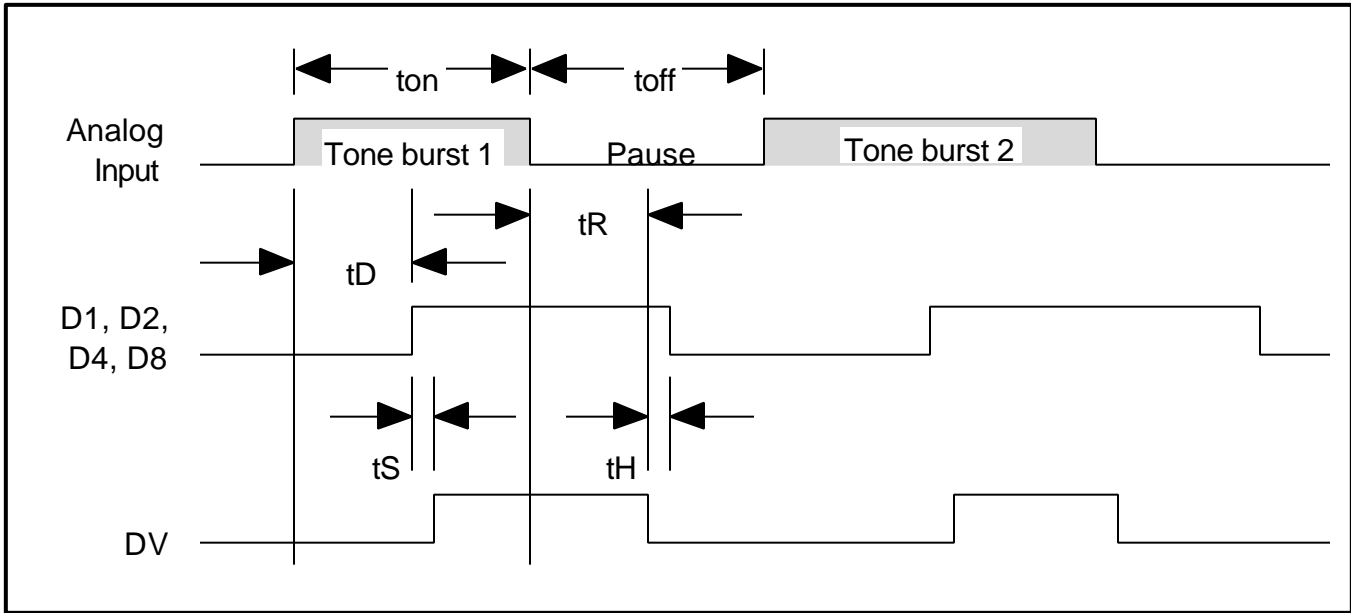 ton
toff
Analog
Input
Tone burst 1
Pause
Tone burst 2
tR
tD
D1, D2,
D4, D8
tS
tH
DV